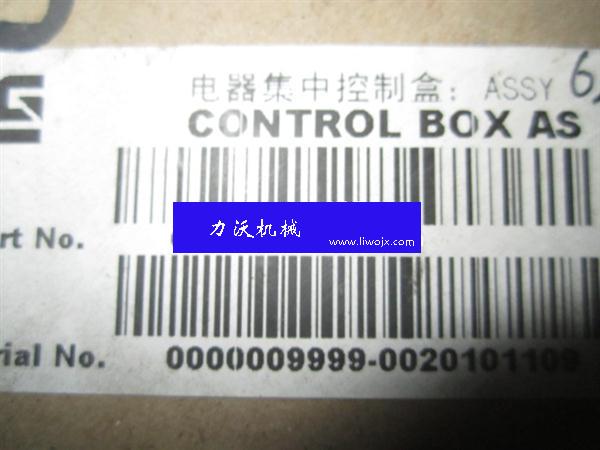 电器集中控制盒: ASSY 6
CONTROL BOX AS
力沃机械
www.liwojx.com
rt No.
rial No. 0000009999-0020101109